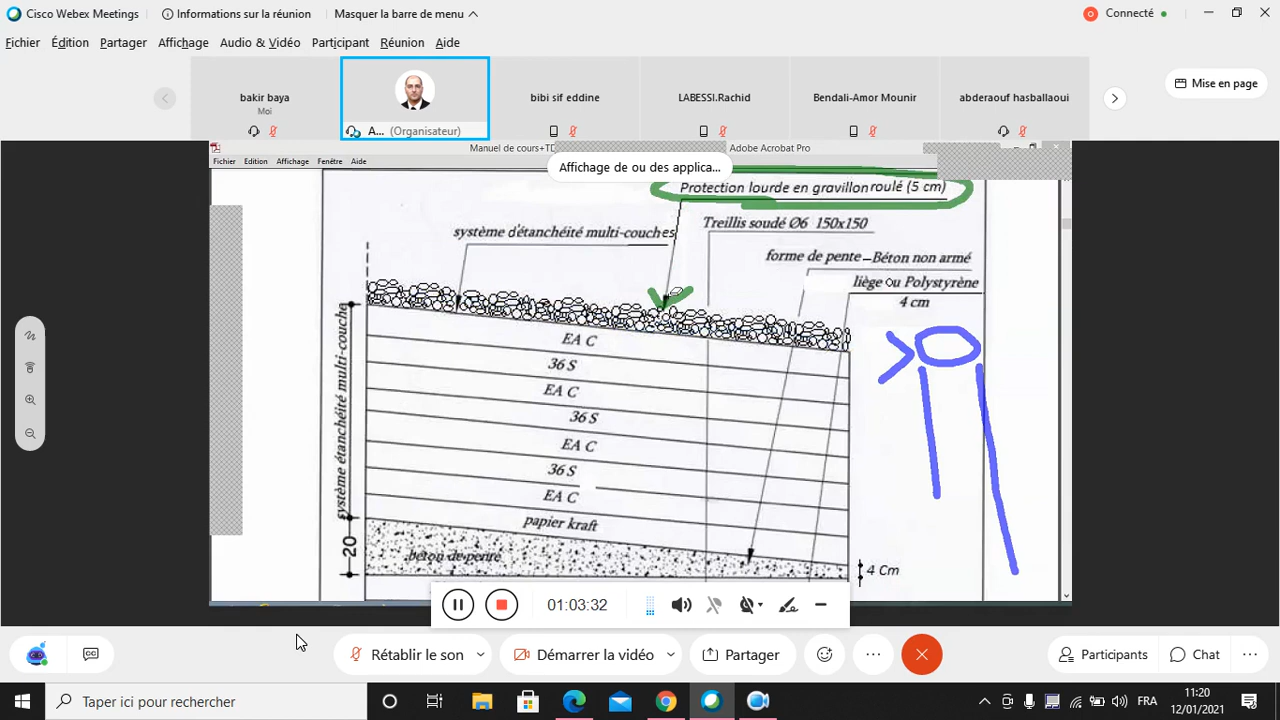 Cisco Webex Meetings
Informations sur la réunion
Masquer la barre de menu
Connecté
Fichier Édition Partager Affichage Audio & Vidéo Participant Réunion Aide
bakir baya
Moi
A... (Organisateur)
bibi sif eddine
LABESSI.Rachid
Bendali-Amor Mounir
abderaouf hasballaoui
Mise en page
Manuel de cours+TD
Adobe Acrobat Pro
Fichier Edition Affichage Fenêtre Aide
Affichage de ou des applica...
Protection lourde en gravillon roulé (5 cm)
Treillis soudé Ø6 150x150
système d'étanchéité multi-couches
forme de pente - Béton non armé
liège ou Polystyrène
4 cm
système étanchéité multi-couche
EA C
36 S
EA C
36 S
EA C
36 S
EA C
papier kraft
béton de pente
20
4 Cm
01:03:32
Rétablir le son
Démarrer la vidéo
Partager
Participants
Chat
Taper ici pour rechercher
FRA
11:20
12/01/2021